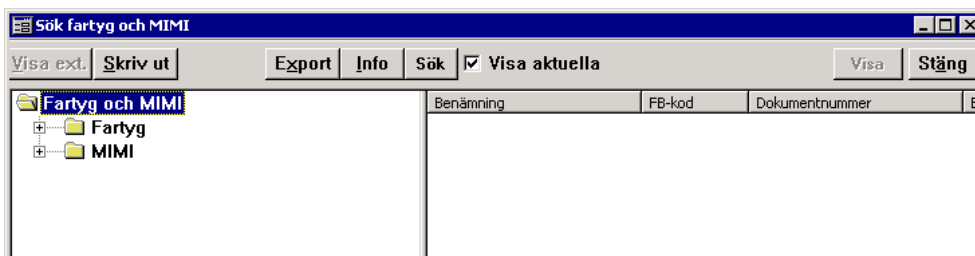 Sök fartyg och MIMI
Visa ext. Skriv ut Export Info Sök Visa aktuella Visa Stäng
Fartyg och MIMI Benämning FB-kod Dokumentnummer
Fartyg
MIMI